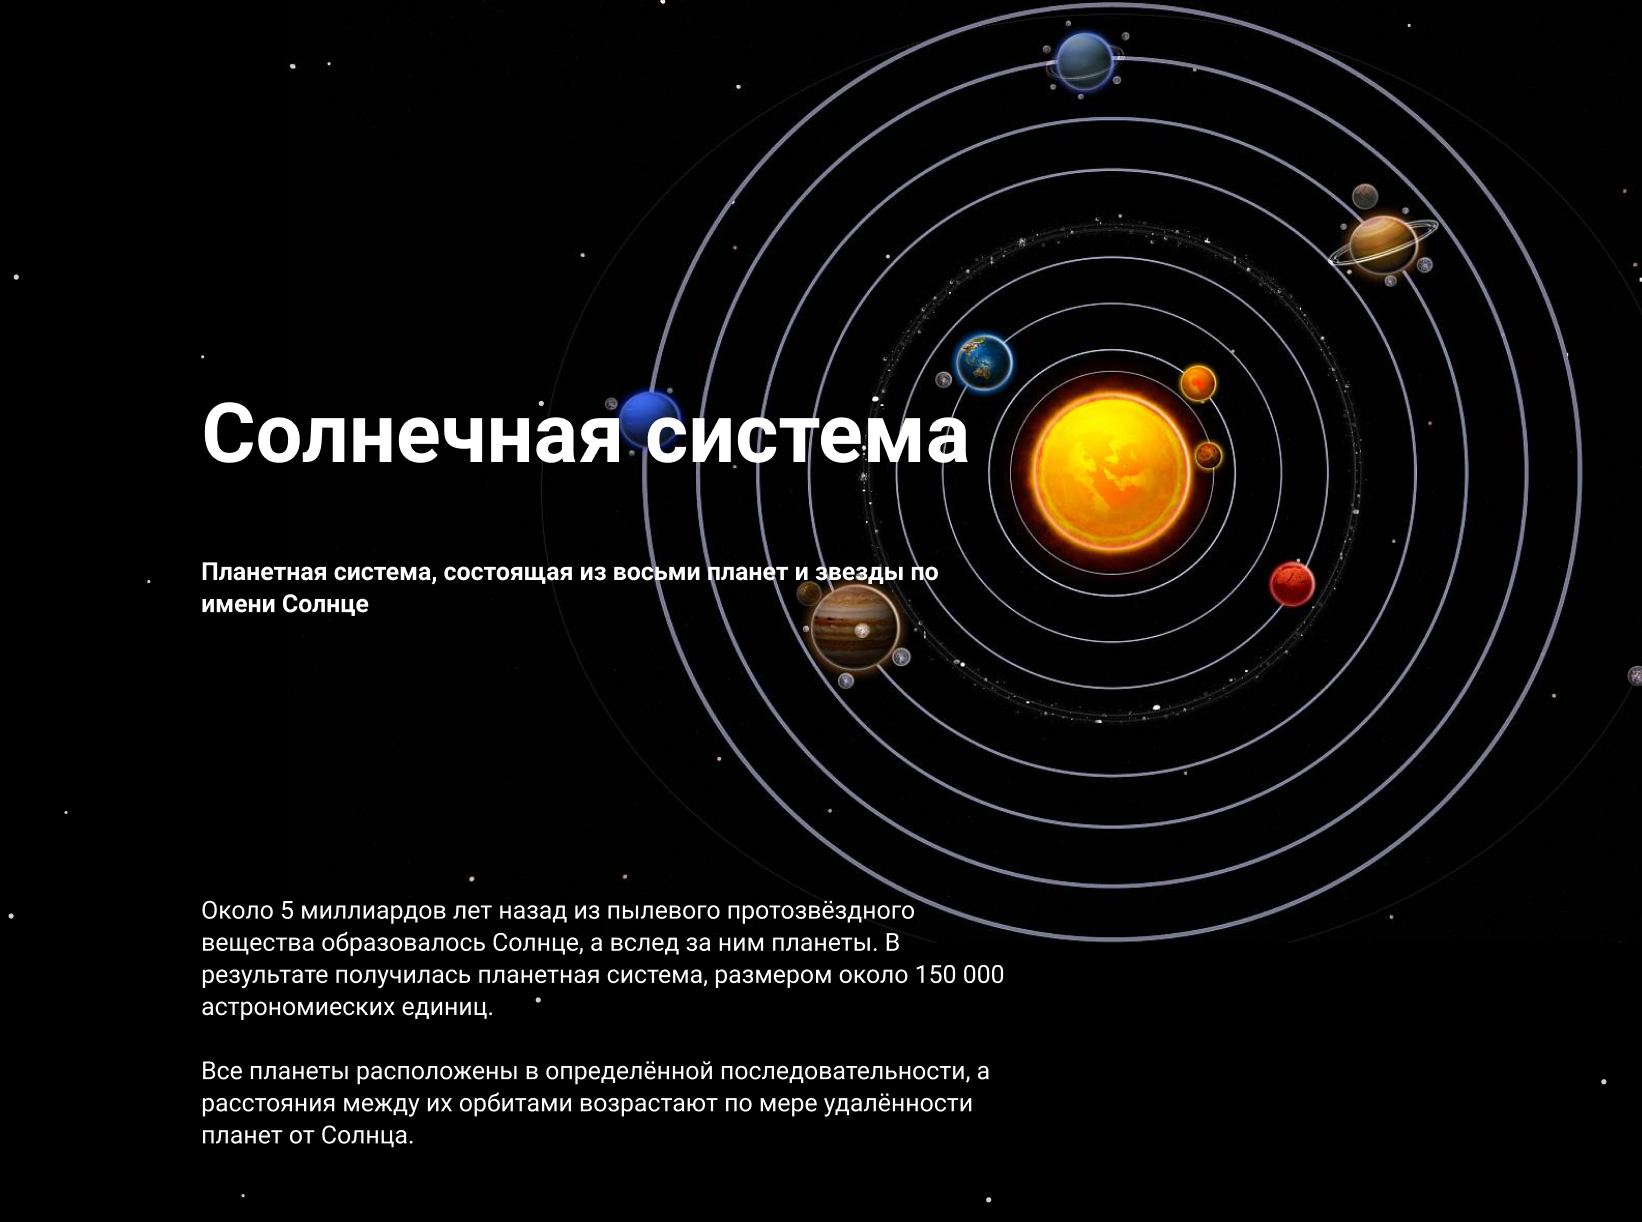 Солнечная система
Планетная система, состоящая из восьми планет и звезды по
имени Солнце
Около 5 миллиардов лет назад из пылевого протозвёздного
вещества образовалось Солнце, а вслед за ним планеты. В
результате получилась планетная система, размером около 150 000
астрономиеских единиц.
Все планеты расположены в определённой последовательности, а
расстояния между их орбитами возрастают по мере удалённости
планет от Солнца.